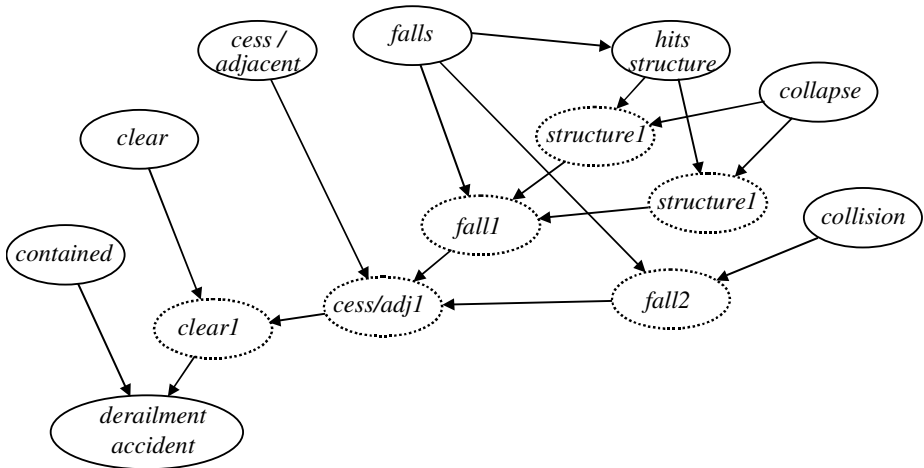 falls
hits
structure
cess /
adjacent
collapse
clear
structure1
structure1
collision
fall1
contained
fall2
cess/adj1
clear1
derailment
accident